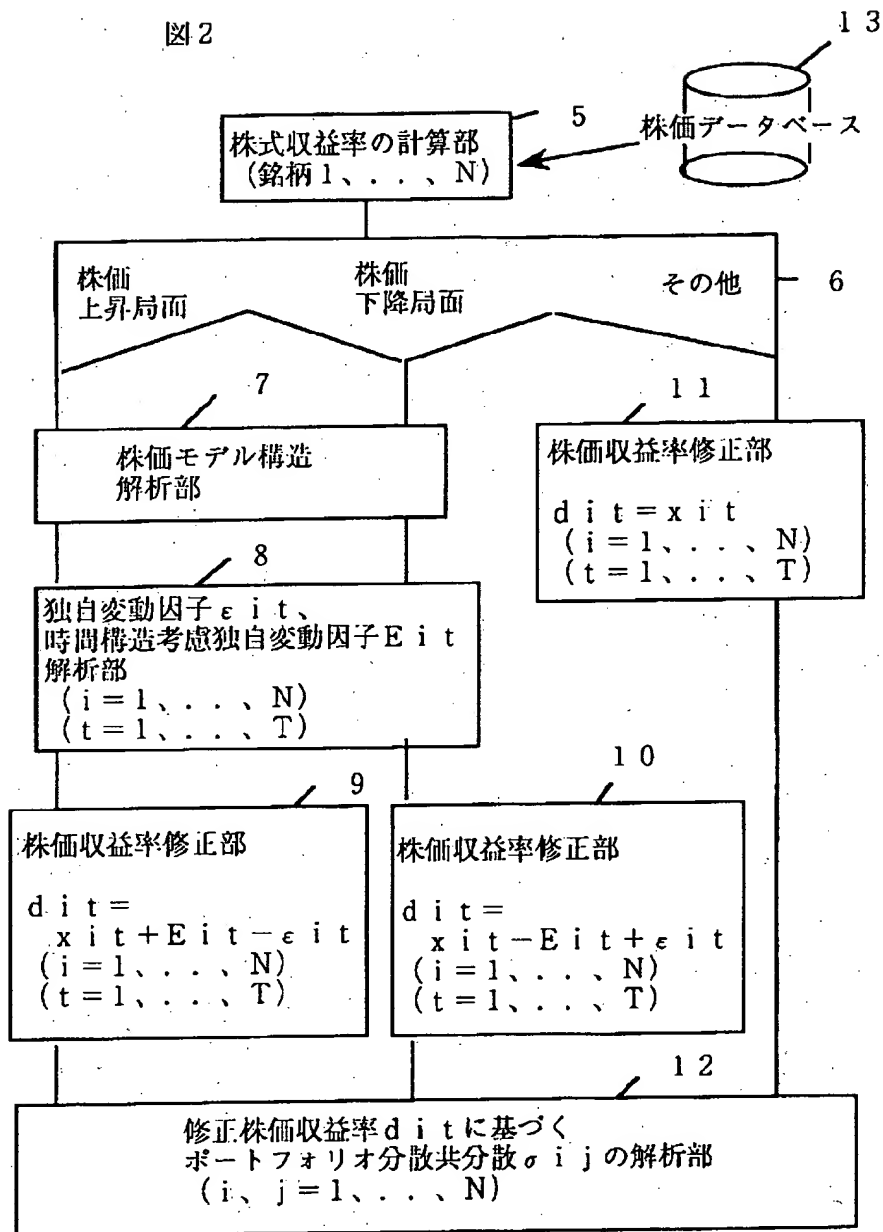 図2
13
5
株価データベース
株式収益率の計算部
(銘柄1、...、N)
株価
上昇局面
株価
下降局面
その他
6
7
株価モデル構造
解析部
11
株価収益率修正部
dit=xit
(i=1、...、N)
(t=1、...、T)
8
独自変動因子εit、
時間構造考慮独自変動因子Eit
解析部
(i=1、...、N)
(t=1、...、T)
9
株価収益率修正部
dit=
xit+Eit-εit
(i=1、...、N)
(t=1、...、T)
10
株価収益率修正部
dit=
xit-Eit+εit
(i=1、...、N)
(t=1、...、T)
12
修正株価収益率ditに基づく
ポートフォリオ分散共分散σijの解析部
(i、j=1、...、N)